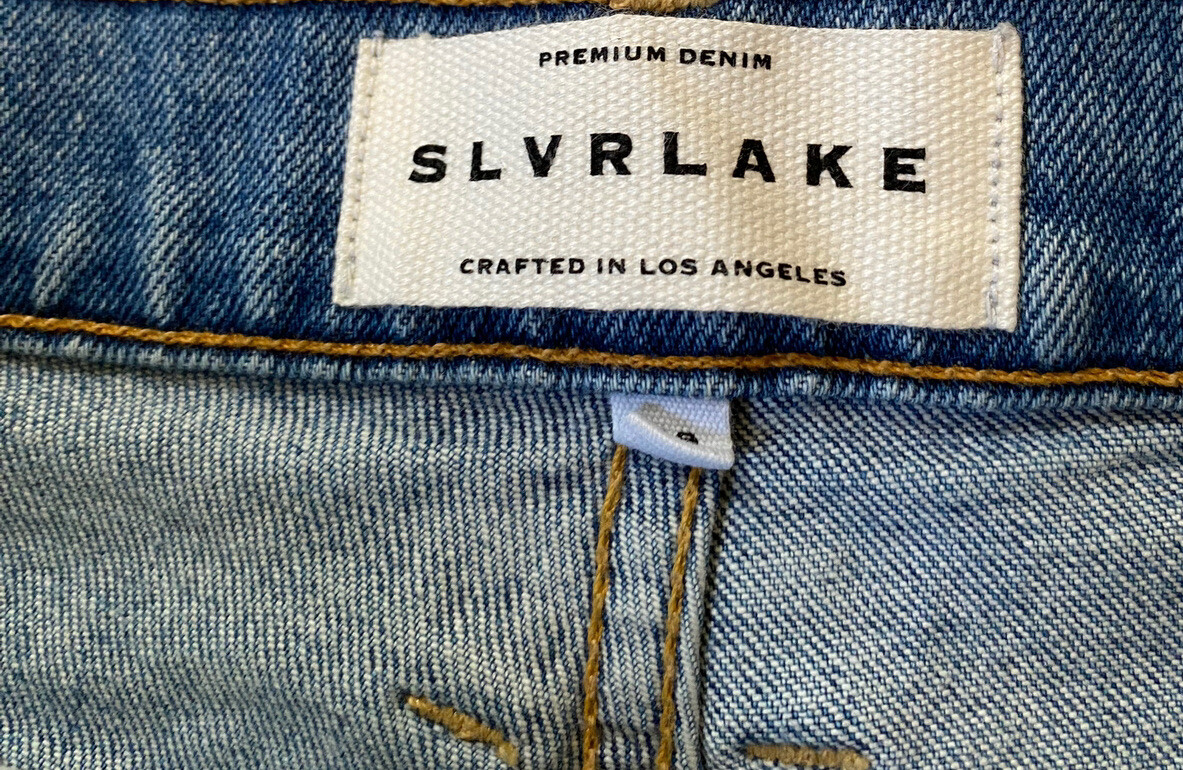 PREMIUM DENIM
SLVRLAKE
CRAFTED IN LOS ANGELES